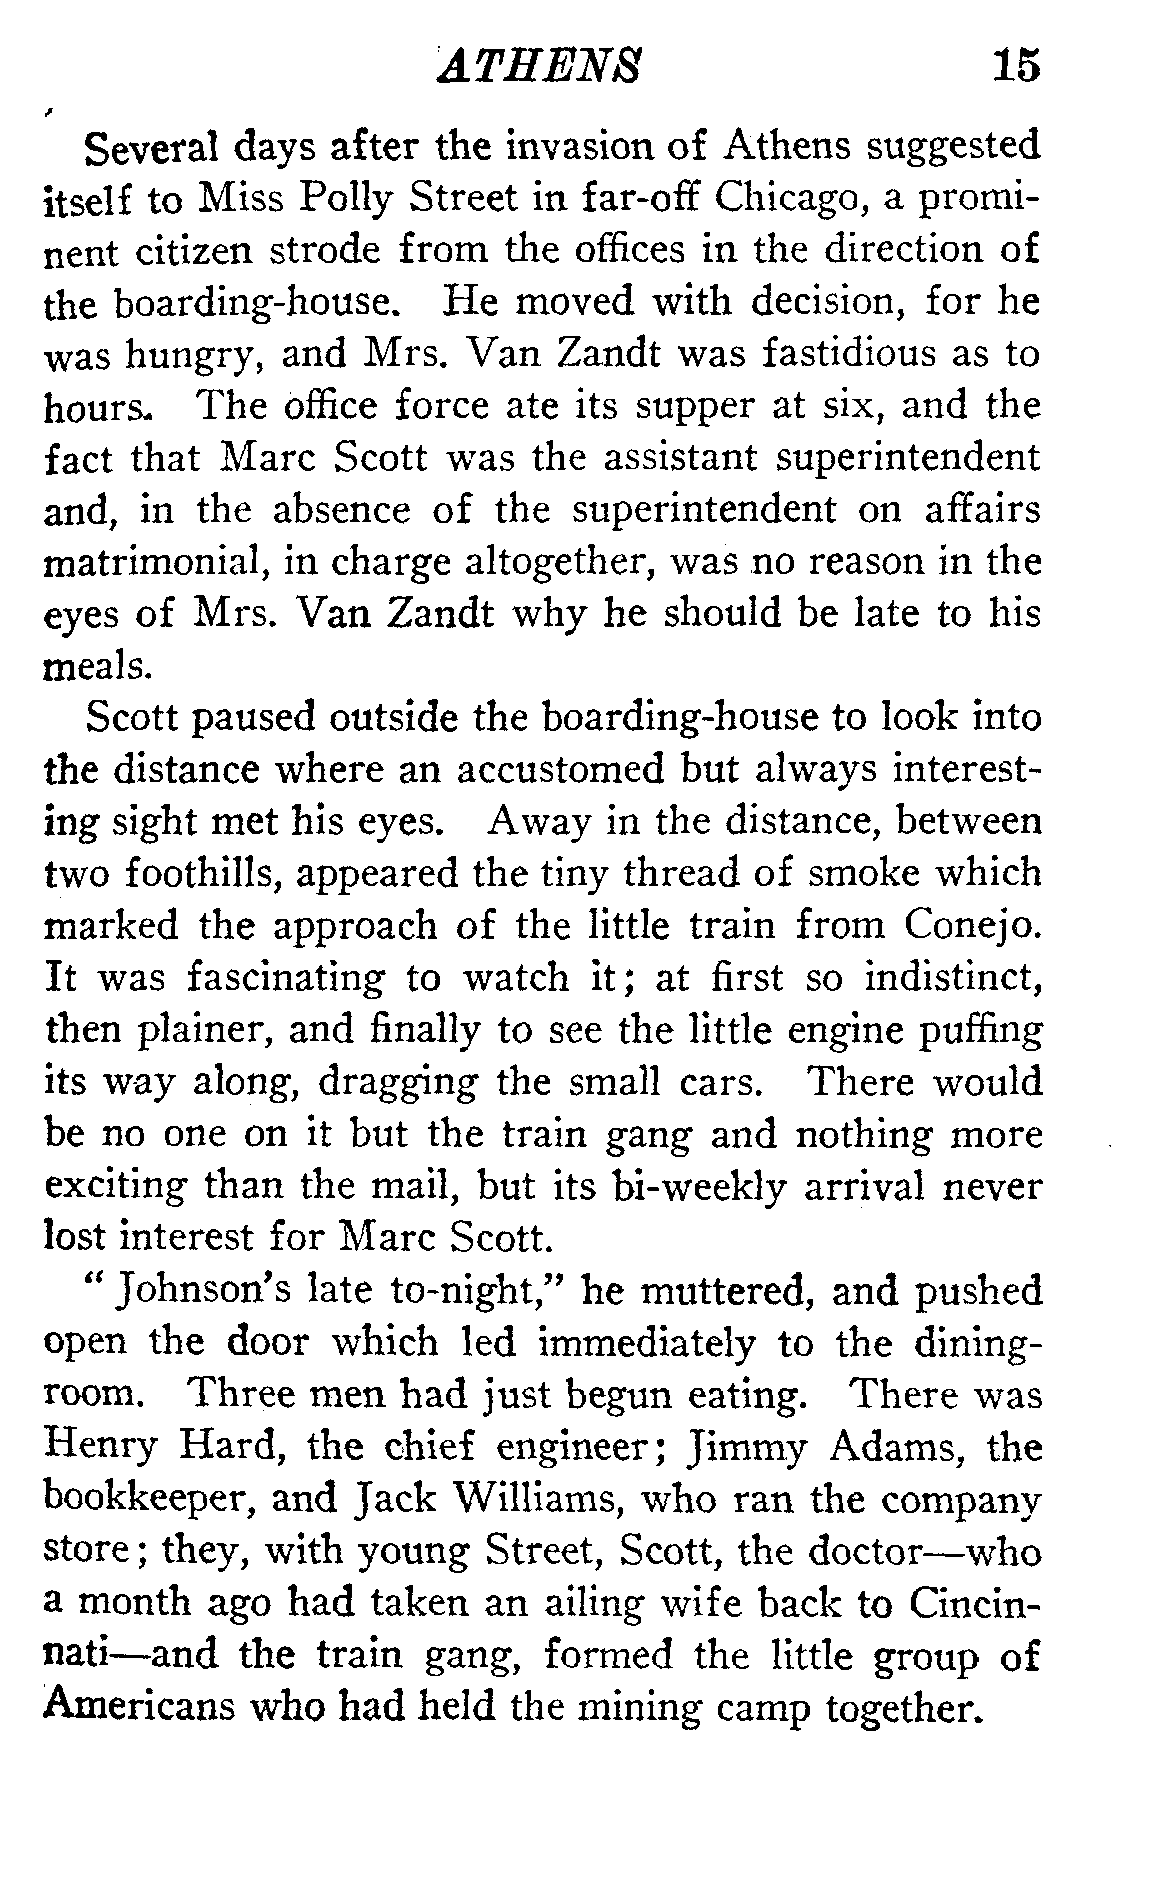 ATHENS 15
Several days after the invasion of Athens suggested
itself to Miss Polly Street in far-off Chicago, a promi-
nent citizen strode from the offices in the direction of
the boarding-house. He moved with decision, for he
was hungry, and Mrs. Van Zandt was fastidious as to
hours. The office force ate its supper at six, and the
fact that Marc Scott was the assistant superintendent
and, in the absence of the superintendent on affairs
matrimonial, in charge altogether, was no reason in the
eyes of Mrs. Van Zandt why he should be late to his
meals.
Scott paused outside the boarding-house to look into
the distance where an accustomed but always interest-
ing sight met his eyes. Away in the distance, between
two foothills, appeared the tiny thread of smoke which
marked the approach of the little train from Conejo.
It was fascinating to watch it; at first so indistinct,
then plainer, and finally to see the little engine puffing
its way along, dragging the small cars. There would
be no one on it but the train gang and nothing more
exciting than the mail, but its bi-weekly arrival never
lost interest for Marc Scott.
“Johnson's late to-night,” he muttered, and pushed
open the door which led immediately to the dining-
room. Three men had just begun eating. There was
Henry Hard, the chief engineer; Jimmy Adams, the
bookkeeper, and Jack Williams, who ran the company
store; they, with young Street, Scott, the doctor—who
a month ago had taken an ailing wife back to Cincin-
nati—and the train gang, formed the little group of
Americans who had held the mining camp together.